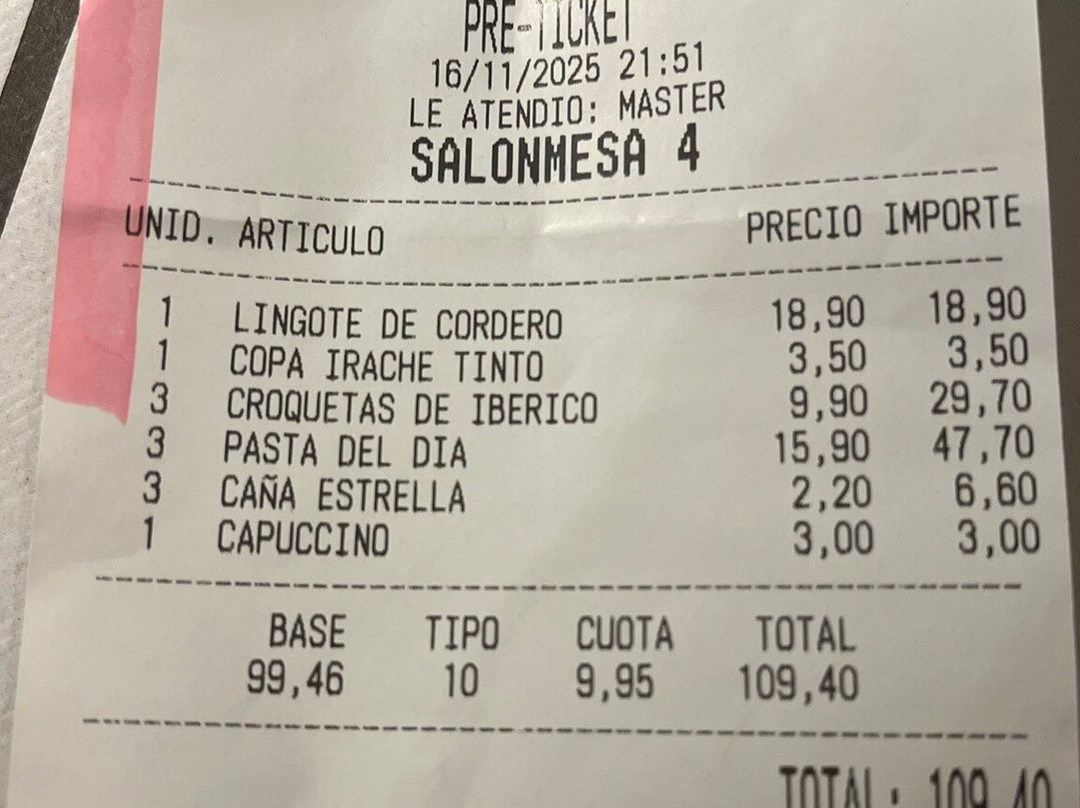 PRE-TICKET
16/11/2025 21:51
LE ATENDIO: MASTER
SALONMESA 4
UNID. ARTICULO PRECIO IMPORTE
1 LINGOTE DE CORDERO 18,90 18,90
1 COPA IRACHE TINTO 3,50 3,50
3 CROQUETAS DE IBERICO 9,90 29,70
3 PASTA DEL DIA 15,90 47,70
3 CAÑA ESTRELLA 2,20 6,60
1 CAPUCCINO 3,00 3,00
BASE TIPO CUOTA TOTAL
99,46 10 9,95 109,40
TOTAL: 109,40